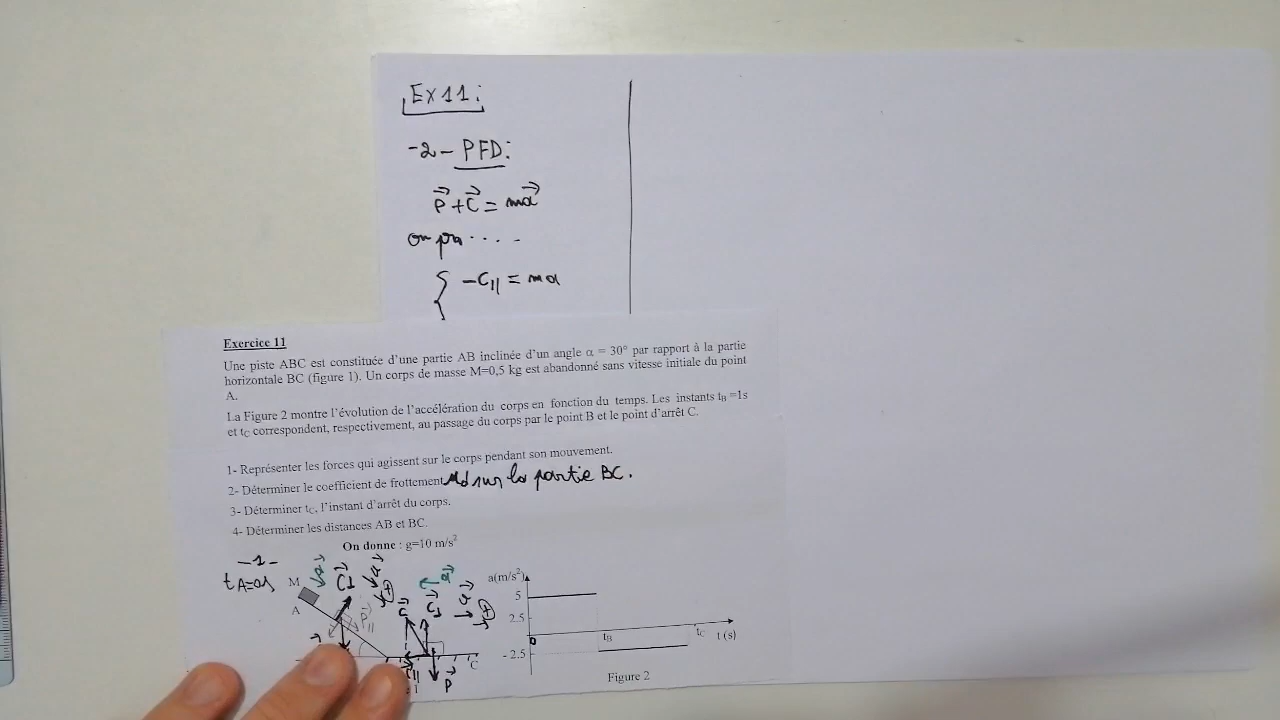 Ex 11:
-2- PFD:
P + C = ma
on pr....
{ -C// = ma
Exercice 11
Une piste ABC est constituée d'une partie AB inclinée d'un angle α = 30° par rapport à la partie
horizontale BC (figure 1). Un corps de masse M=0,5 kg est abandonné sans vitesse initiale du point
A.
La Figure 2 montre l'évolution de l'accélération du corps en fonction du temps. Les instants tB =1s
et tC correspondent, respectivement, au passage du corps par le point B et le point d'arrêt C.
1- Représenter les forces qui agissent sur le corps pendant son mouvement.
2- Déterminer le coefficient de frottement μd sur la partie BC.
3- Déterminer tC, l'instant d'arrêt du corps.
4- Déterminer les distances AB et BC.
On donne : g=10 m/s²
-1-
tA=0s
M
A
a
C⊥
v
+
P//
C
C⊥
a
v
+
C//
P
C
a(m/s²)
5
2.5
0
-2.5
tB
tC
t (s)
Figure 2